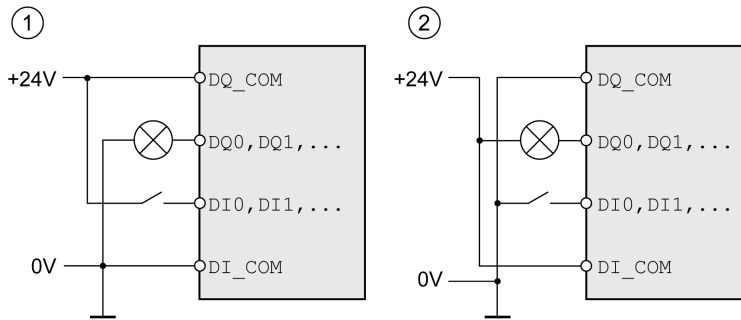 1
+24V
DQ_COM
DQ0,DQ1,...
DI0,DI1,...
0V
DI_COM
2
+24V
DQ_COM
DQ0,DQ1,...
DI0,DI1,...
DI_COM
0V